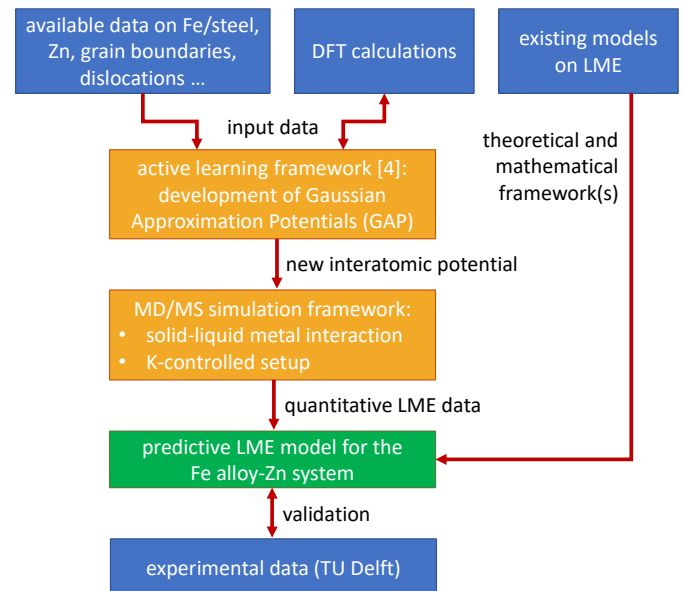 available data on Fe/steel,
Zn, grain boundaries,
dislocations ...
DFT calculations
existing models
on LME
input data
theoretical and
mathematical
framework(s)
active learning framework [4]:
development of Gaussian
Approximation Potentials (GAP)
new interatomic potential
MD/MS simulation framework:
• solid-liquid metal interaction
• K-controlled setup
quantitative LME data
predictive LME model for the
Fe alloy-Zn system
validation
experimental data (TU Delft)